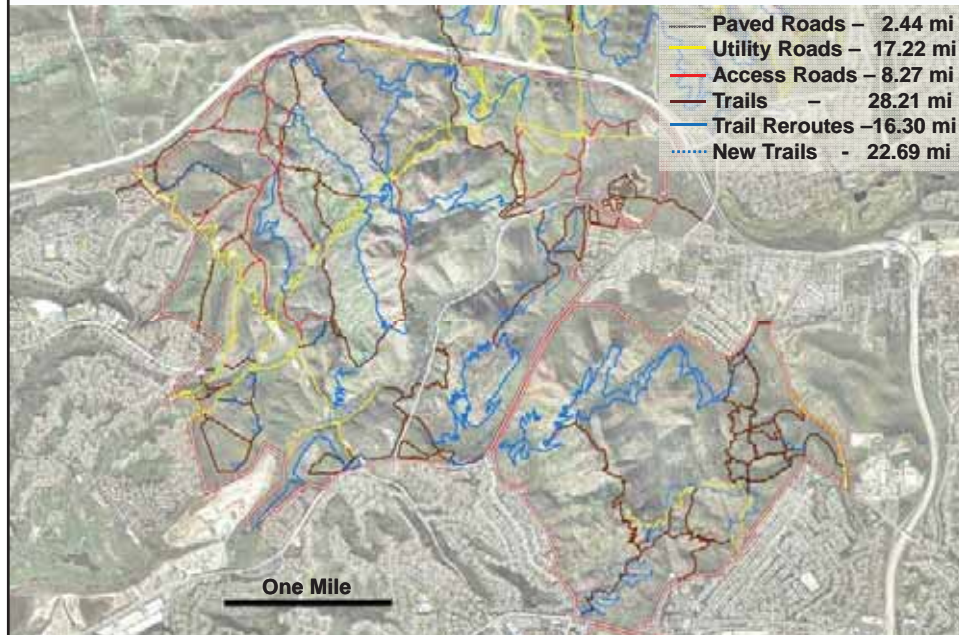 Paved Roads – 2.44 mi
Utility Roads – 17.22 mi
Access Roads – 8.27 mi
Trails – 28.21 mi
Trail Reroutes –16.30 mi
New Trails - 22.69 mi
One Mile